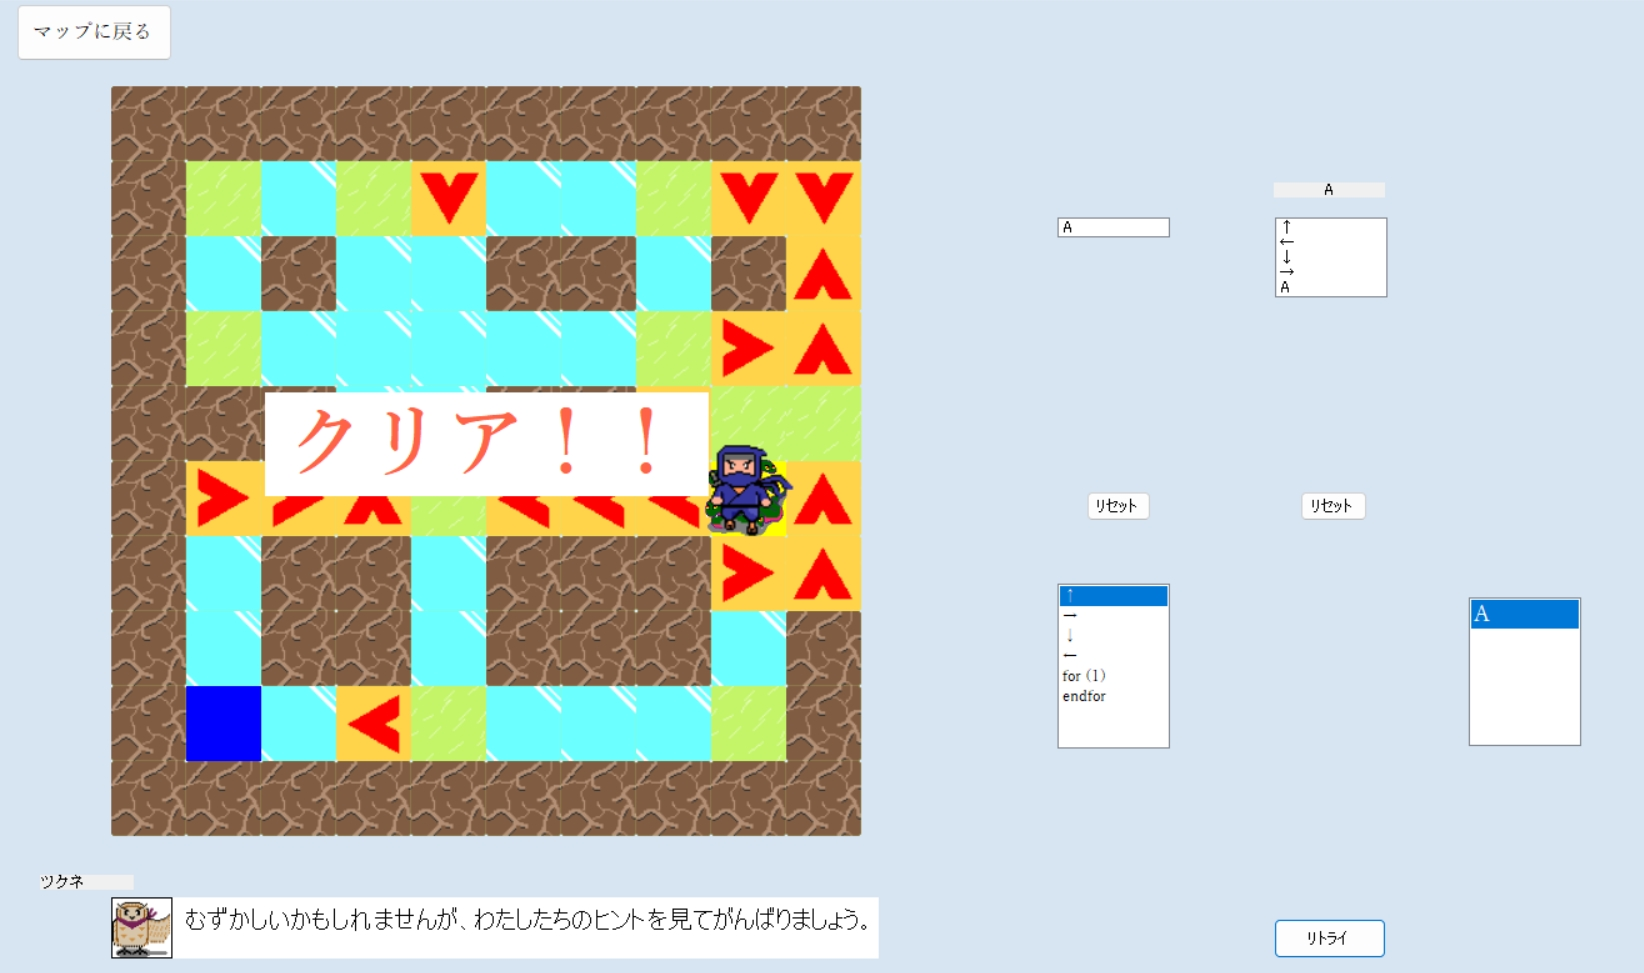 マップに戻る
A
A
↑
←
↓
→
A
クリア！！
リセット
リセット
↑
→
↓
←
for (1)
endfor
A
ツクネ
むずかしいかもしれませんが、わたしたちのヒントを見てがんばりましょう。
リトライ